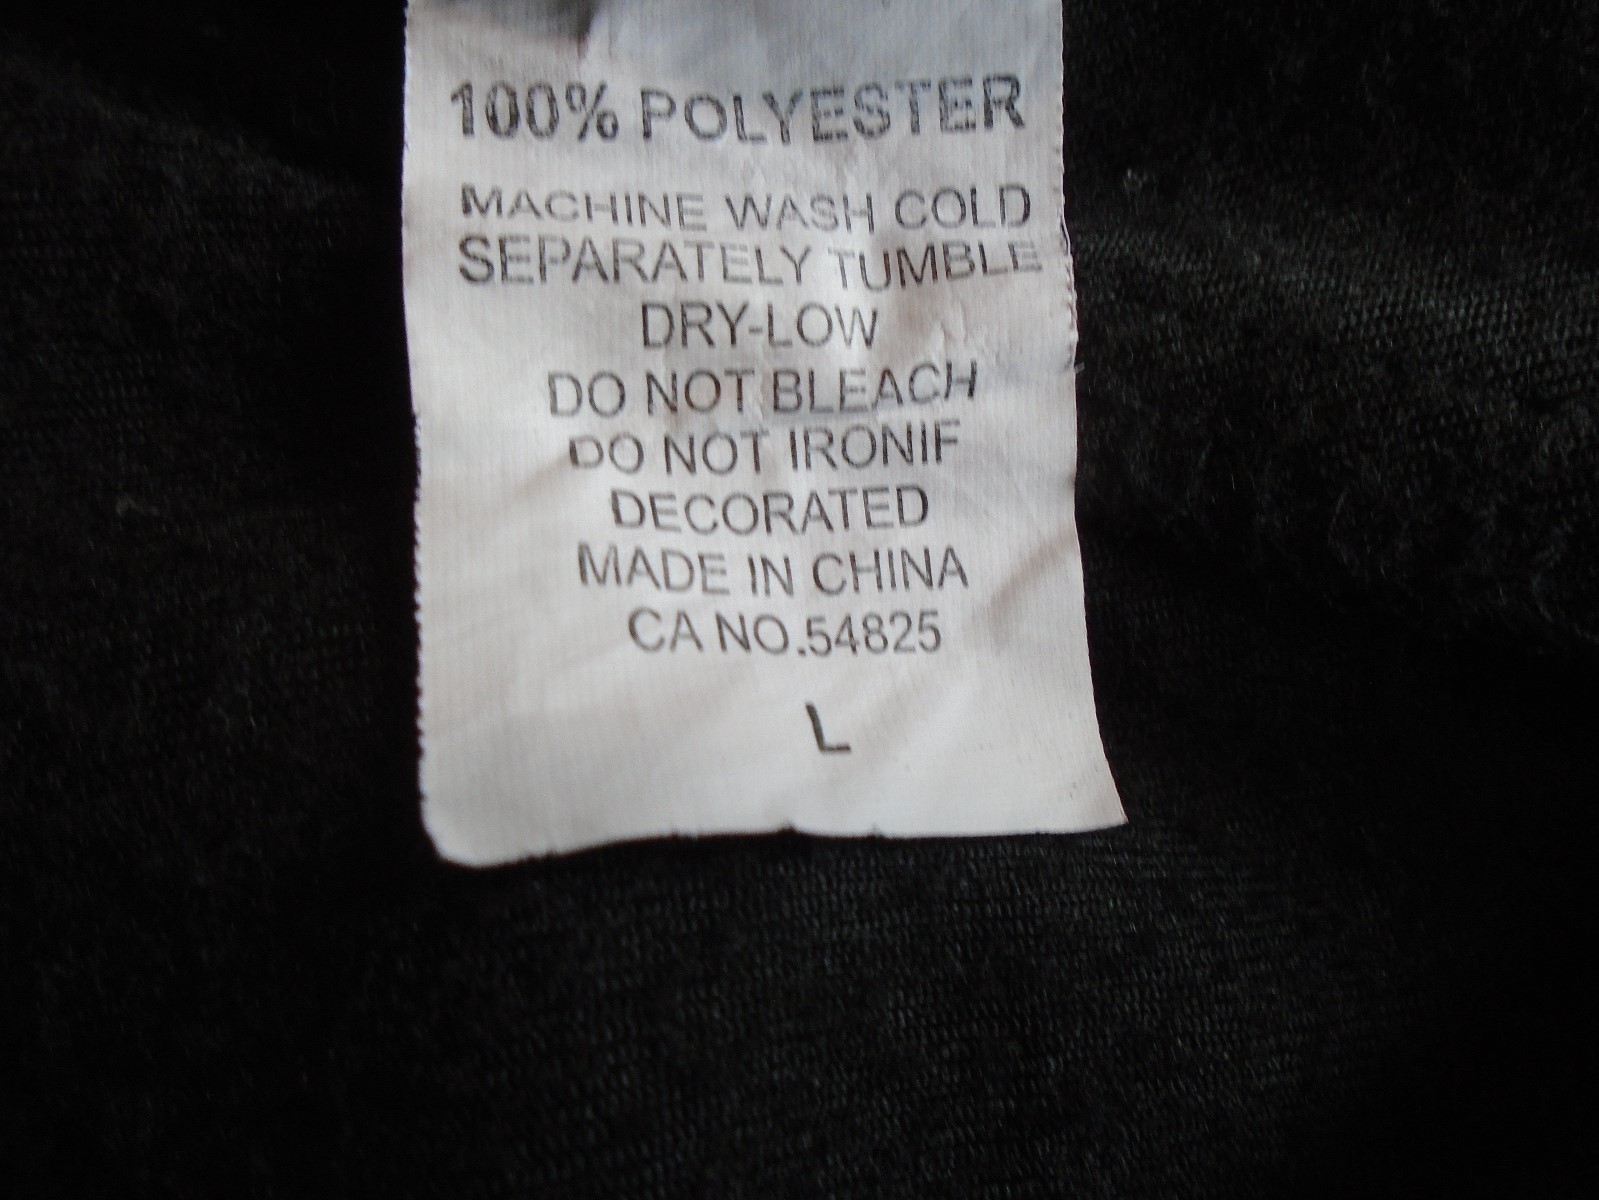 100% POLYESTER
MACHINE WASH COLD
SEPARATELY TUMBLE
DRY-LOW
DO NOT BLEACH
DO NOT IRONIF
DECORATED
MADE IN CHINA
CA NO.54825
L